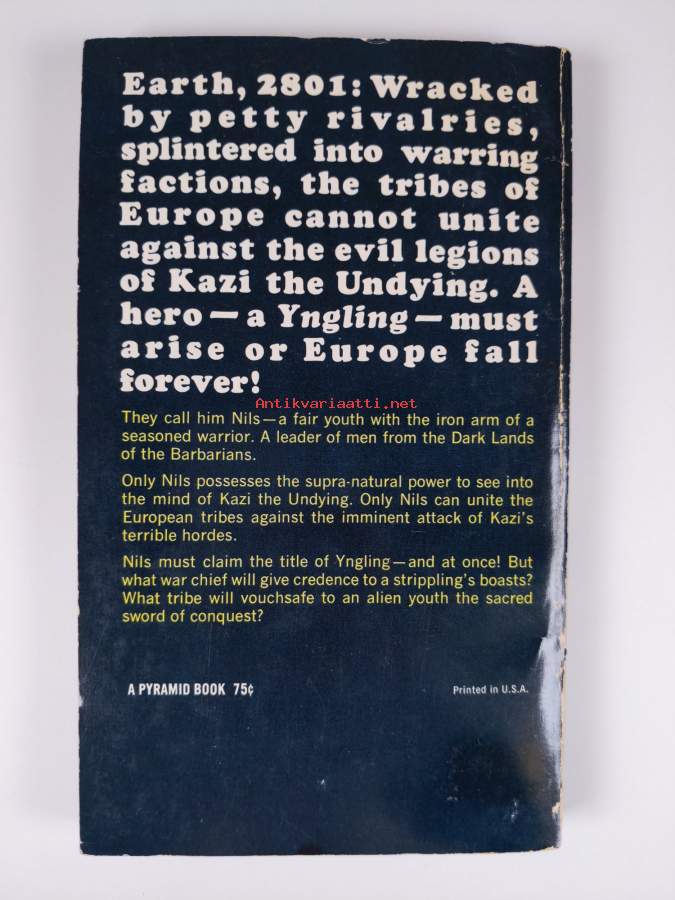 Earth, 2801: Wracked
by petty rivalries,
splintered into warring
factions, the tribes of
Europe cannot unite
against the evil legions
of Kazi the Undying. A
hero—a Yngling—must
arise or Europe fall
forever!
Antikvariaatti.net
They call him Nils—a fair youth with the iron arm of a
seasoned warrior. A leader of men from the Dark Lands
of the Barbarians.
Only Nils possesses the supra-natural power to see into
the mind of Kazi the Undying. Only Nils can unite the
European tribes against the imminent attack of Kazi's
terrible hordes.
Nils must claim the title of Yngling—and at once! But
what war chief will give credence to a strippling's boasts?
What tribe will vouchsafe to an alien youth the sacred
sword of conquest?
A PYRAMID BOOK 75¢
Printed in U.S.A.